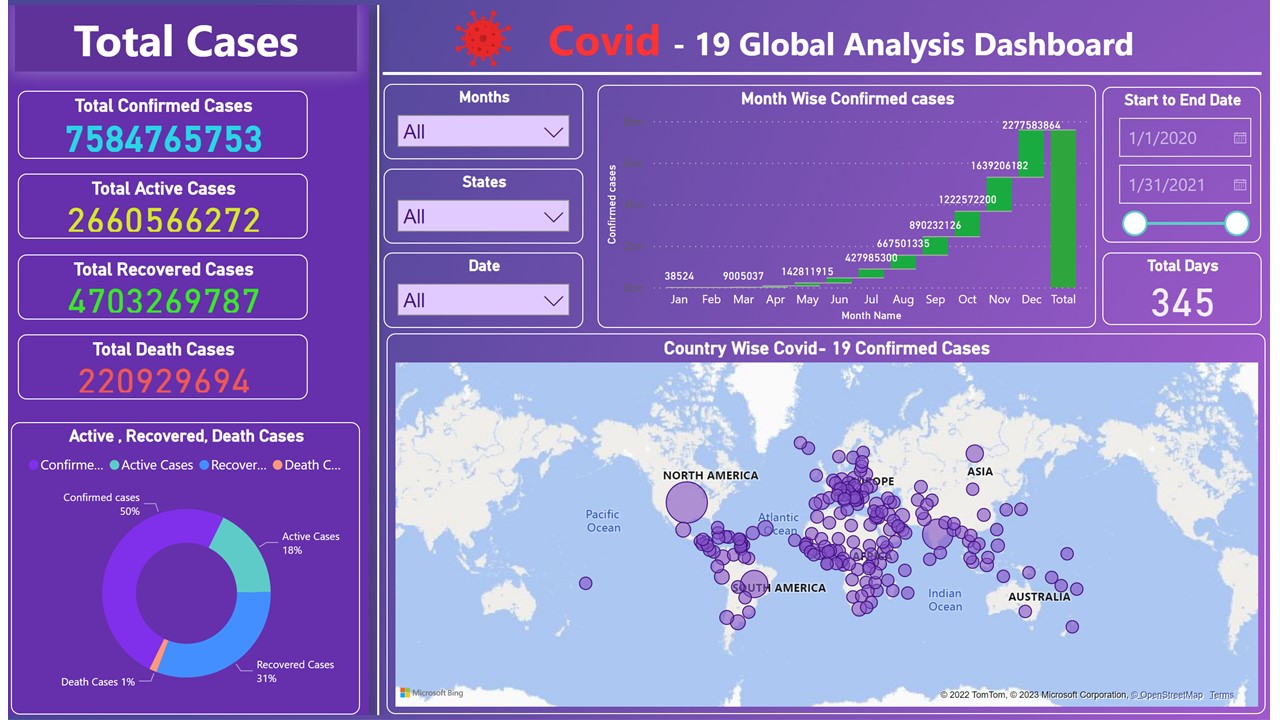 Total Cases
Covid - 19 Global Analysis Dashboard
Total Confirmed Cases
7584765753
Total Active Cases
2660566272
Total Recovered Cases
4703269787
Total Death Cases
220929694
Active , Recovered, Death Cases
Confirme... Active Cases Recover... Death C...
Confirmed cases
50%
Active Cases
18%
Recovered Cases
31%
Death Cases 1%
Months
All
States
All
Date
All
Month Wise Confirmed cases
Confirmed cases
2277583864
1639206182
1222572200
890232126
667501335
427985300
38524 9005037 142811915
Jan Feb Mar Apr May Jun Jul Aug Sep Oct Nov Dec Total
Month Name
Start to End Date
1/1/2020
1/31/2021
Total Days
345
Country Wise Covid- 19 Confirmed Cases
NORTH AMERICA
ASIA
Pacific
Ocean
Atlantic
Ocean
SOUTH AMERICA
Indian
Ocean
AUSTRALIA
Microsoft Bing
© 2022 TomTom, © 2023 Microsoft Corporation, © OpenStreetMap Terms